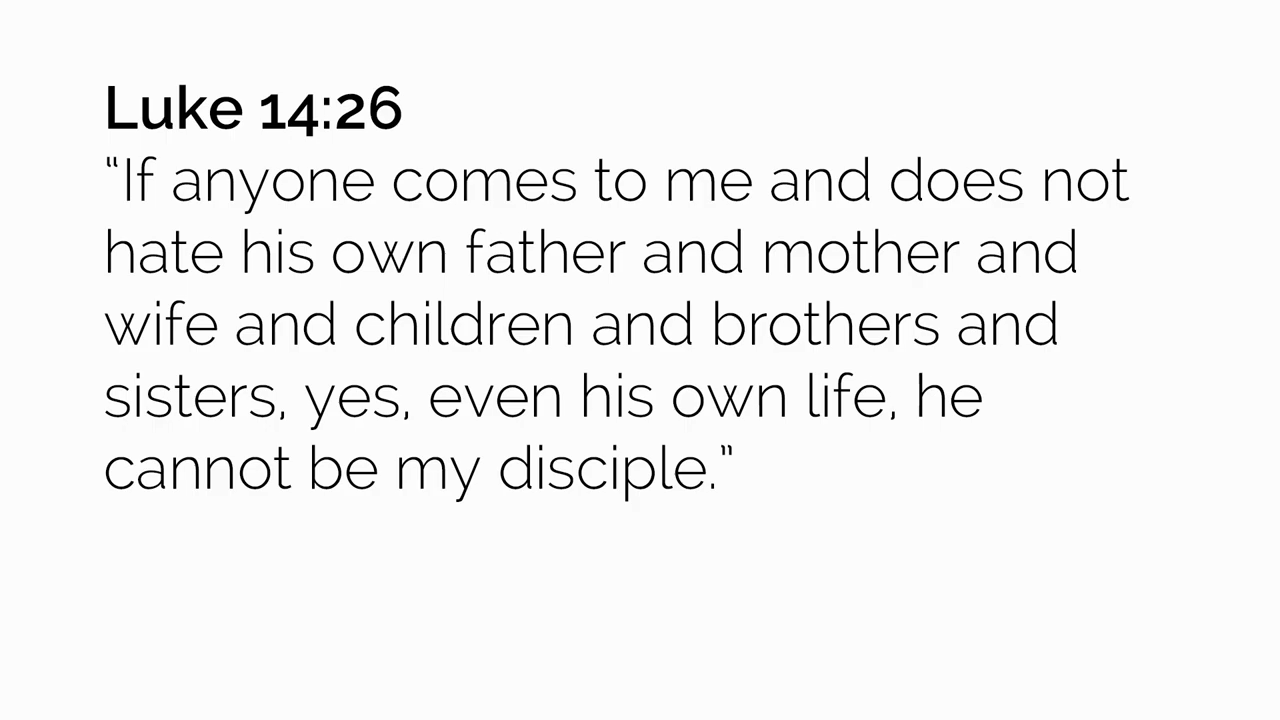 Luke 14:26
“If anyone comes to me and does not
hate his own father and mother and
wife and children and brothers and
sisters, yes, even his own life, he
cannot be my disciple.”